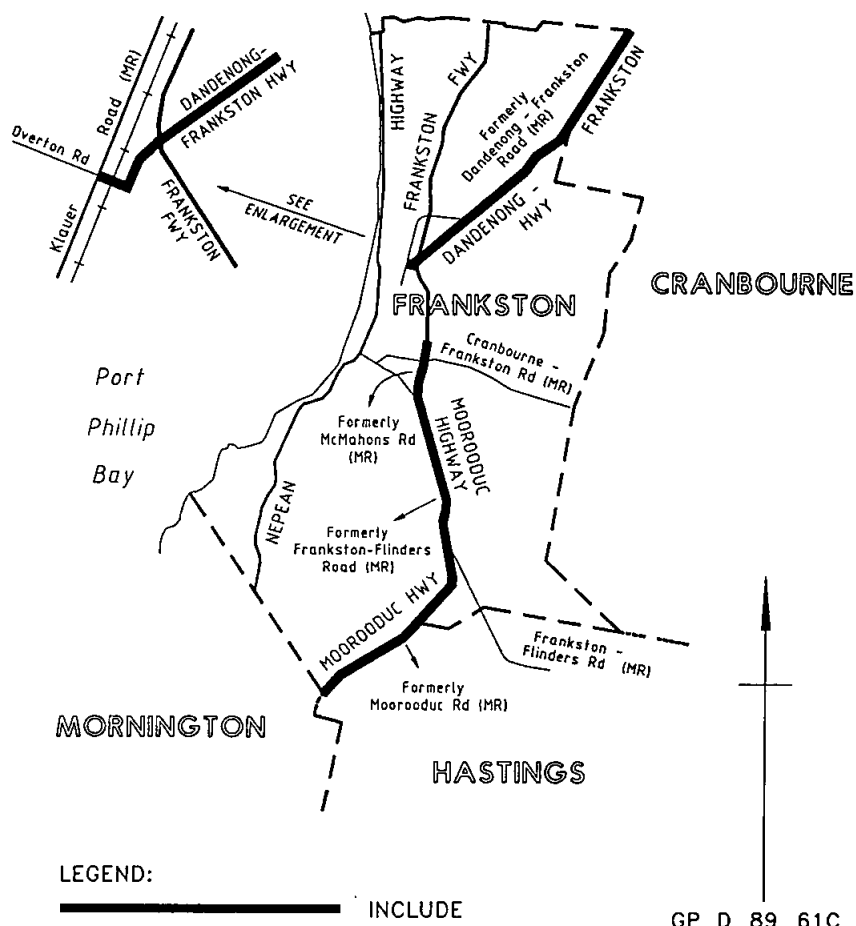 Road (MR)
DANDENONG-
FRANKSTON HWY
Overton Rd
Klauer
FRANKSTON
FWY
SEE
ENLARGEMENT
HIGHWAY
FRANKSTON FWY
Formerly
Dandenong - Frankston
Road (MR)
FRANKSTON
DANDENONG -
HWY
FRANKSTON
CRANBOURNE
Port
Phillip
Bay
Cranbourne -
Frankston Rd (MR)
Formerly
McMahons Rd
(MR)
MOOROODUC
HIGHWAY
NEPEAN
Formerly
Frankston-Flinders
Road (MR)
MOOROODUC HWY
Frankston -
Flinders Rd (MR)
Formerly
Moorooduc Rd (MR)
MORNINGTON
HASTINGS
LEGEND:
INCLUDE
GP D 89 61C